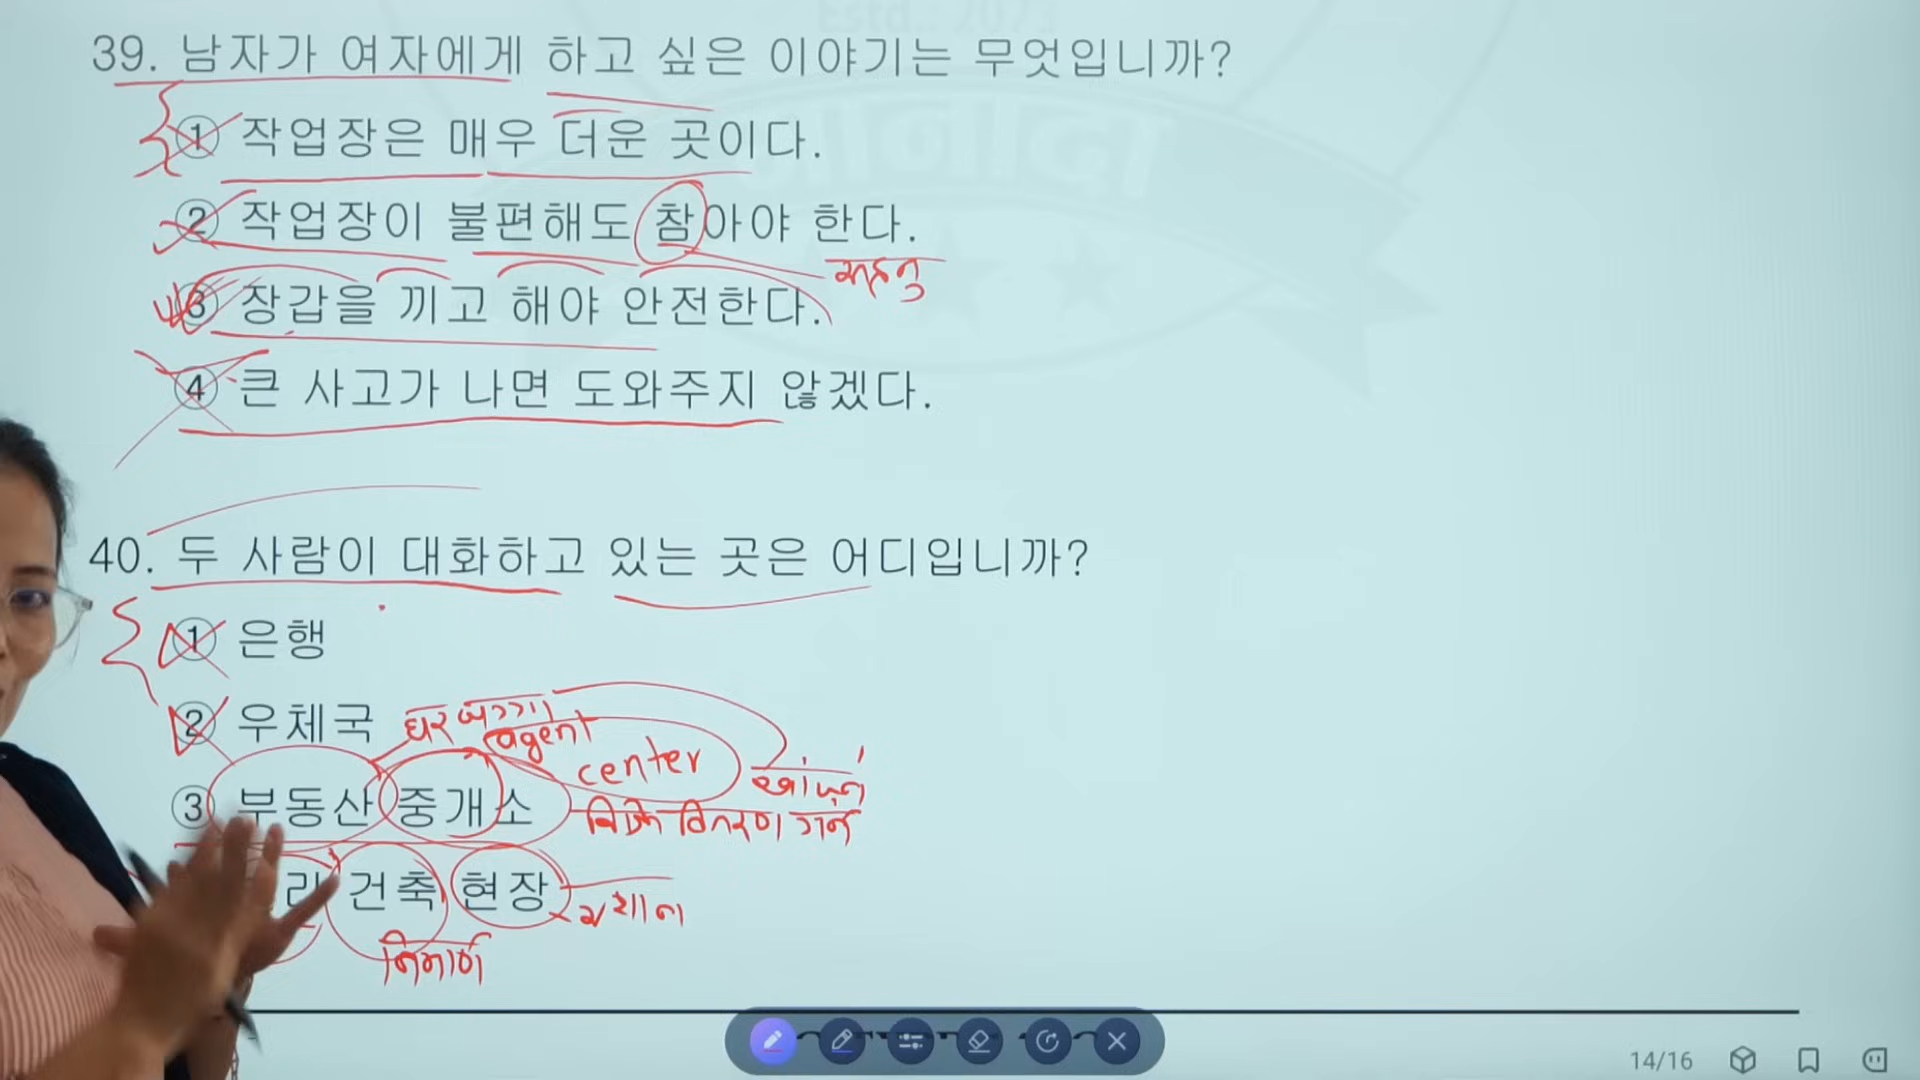 39. 남자가 여자에게 하고 싶은 이야기는 무엇입니까?
① 작업장은 매우 더운 곳이다.
② 작업장이 불편해도 참아야 한다.
③ 장갑을 끼고 해야 안전한다.
④ 큰 사고가 나면 도와주지 않겠다.
40. 두 사람이 대화하고 있는 곳은 어디입니까?
① 은행
② 우체국
घर जग्गा
agent
center
③ 부동산 중개소
बिक्री वितरण गर्ने
리 건축 현장
निर्माण
14/16